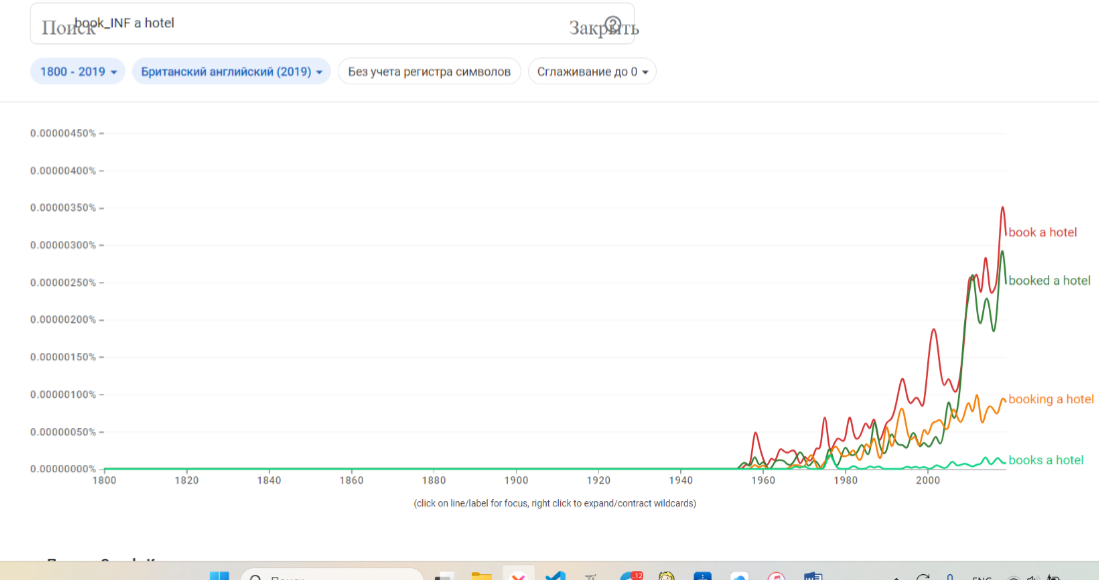 book_INF a hotel
Поиск Закрыть
1800 - 2019 Британский английский (2019) Без учета регистра символов Сглаживание до 0
0.00000450%
0.00000400%
0.00000350%
book a hotel
0.00000300%
booked a hotel
0.00000250%
0.00000200%
0.00000150%
0.00000100%
booking a hotel
0.00000050%
books a hotel
0.00000000%
1800 1820 1840 1860 1880 1900 1920 1940 1960 1980 2000
(click on line/label for focus, right click to expand/contract wildcards)
Поиск
12
ENG